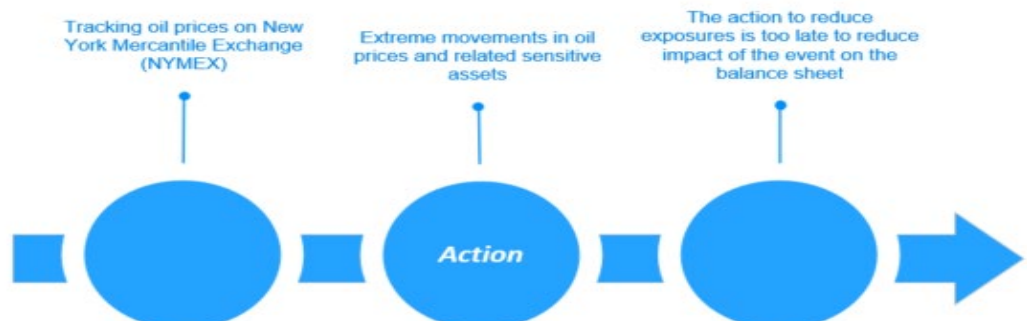 Tracking oil prices on New
York Mercantile Exchange
(NYMEX)
Extreme movements in oil
prices and related sensitive
assets
The action to reduce
exposures is too late to reduce
impact of the event on the
balance sheet
Action